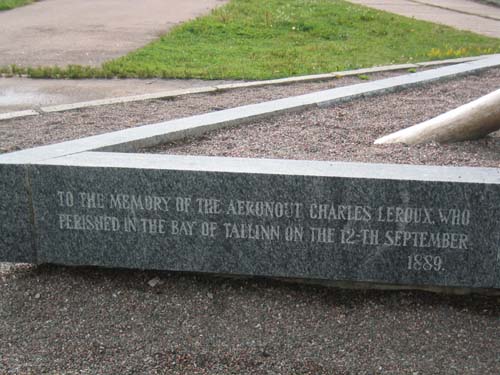 TO THE MEMORY OF THE AERONOUT CHARLES LEROUX, WHO
PERISHED IN THE BAY OF TALLINN ON THE 12-TH SEPTEMBER.
1889.